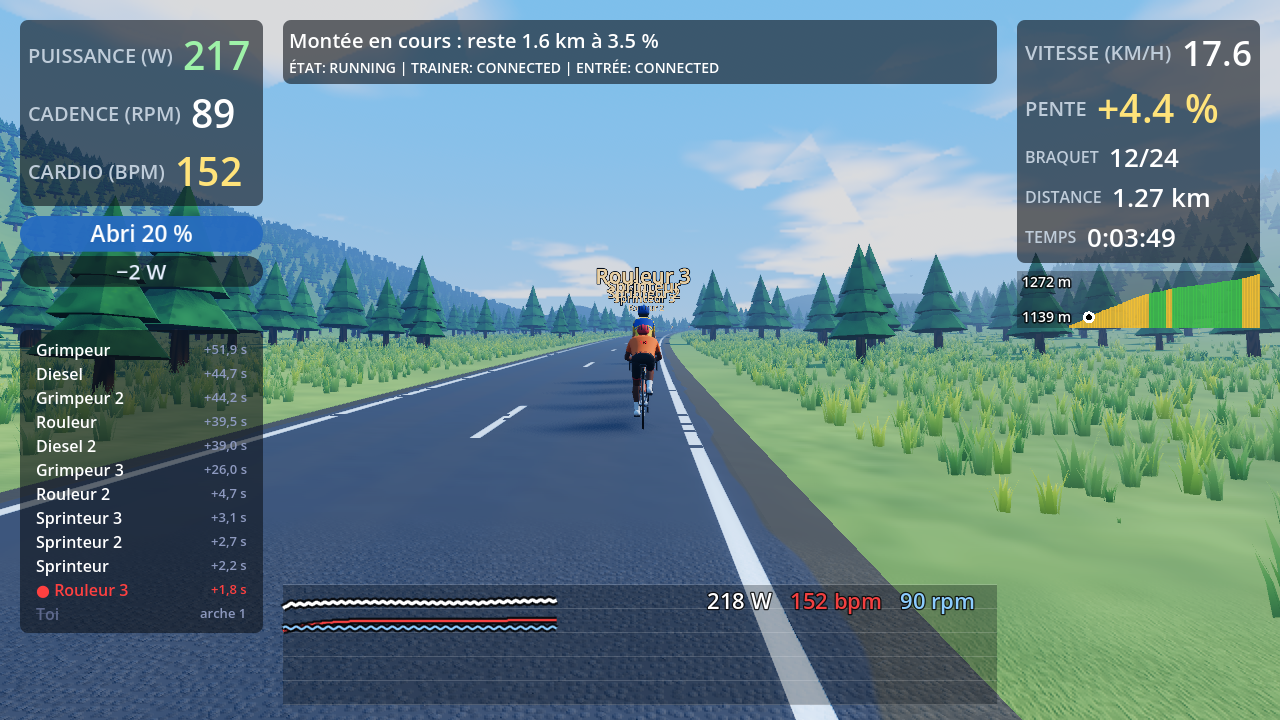 PUISSANCE (W) 217
CADENCE (RPM) 89
CARDIO (BPM) 152
Abri 20 %
−2 W
Montée en cours : reste 1.6 km à 3.5 %
ÉTAT: RUNNING | TRAINER: CONNECTED | ENTRÉE: CONNECTED
VITESSE (KM/H) 17.6
PENTE +4.4 %
BRAQUET 12/24
DISTANCE 1.27 km
TEMPS 0:03:49
1272 m
1139 m
Rouleur 3
Grimpeur +51,9 s
Diesel +44,7 s
Grimpeur 2 +44,2 s
Rouleur +39,5 s
Diesel 2 +39,0 s
Grimpeur 3 +26,0 s
Rouleur 2 +4,7 s
Sprinteur 3 +3,1 s
Sprinteur 2 +2,7 s
Sprinteur +2,2 s
Rouleur 3 +1,8 s
Toi arche 1
218 W 152 bpm 90 rpm